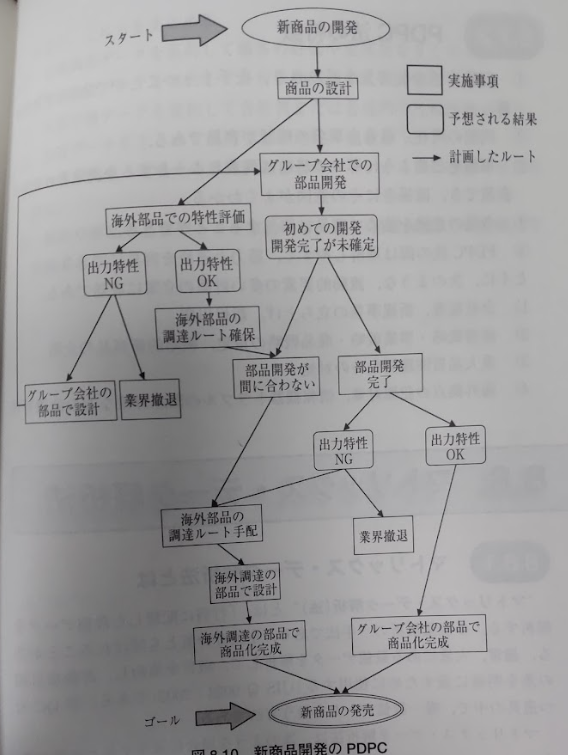 スタート
新商品の開発
商品の設計
実施事項
予想される結果
計画したルート
グループ会社での
部品開発
海外部品での特性評価
初めての開発
開発完了が未確定
出力特性
NG
出力特性
OK
海外部品の
調達ルート確保
グループ会社の
部品で設計
業界撤退
部品開発が
間に合わない
部品開発
完了
出力特性
NG
出力特性
OK
海外部品の
調達ルート手配
業界撤退
海外調達の
部品で設計
海外調達の部品で
商品化完成
グループ会社の部品で
商品化完成
ゴール
新商品の発売
図 8.10 新商品開発の PDPC